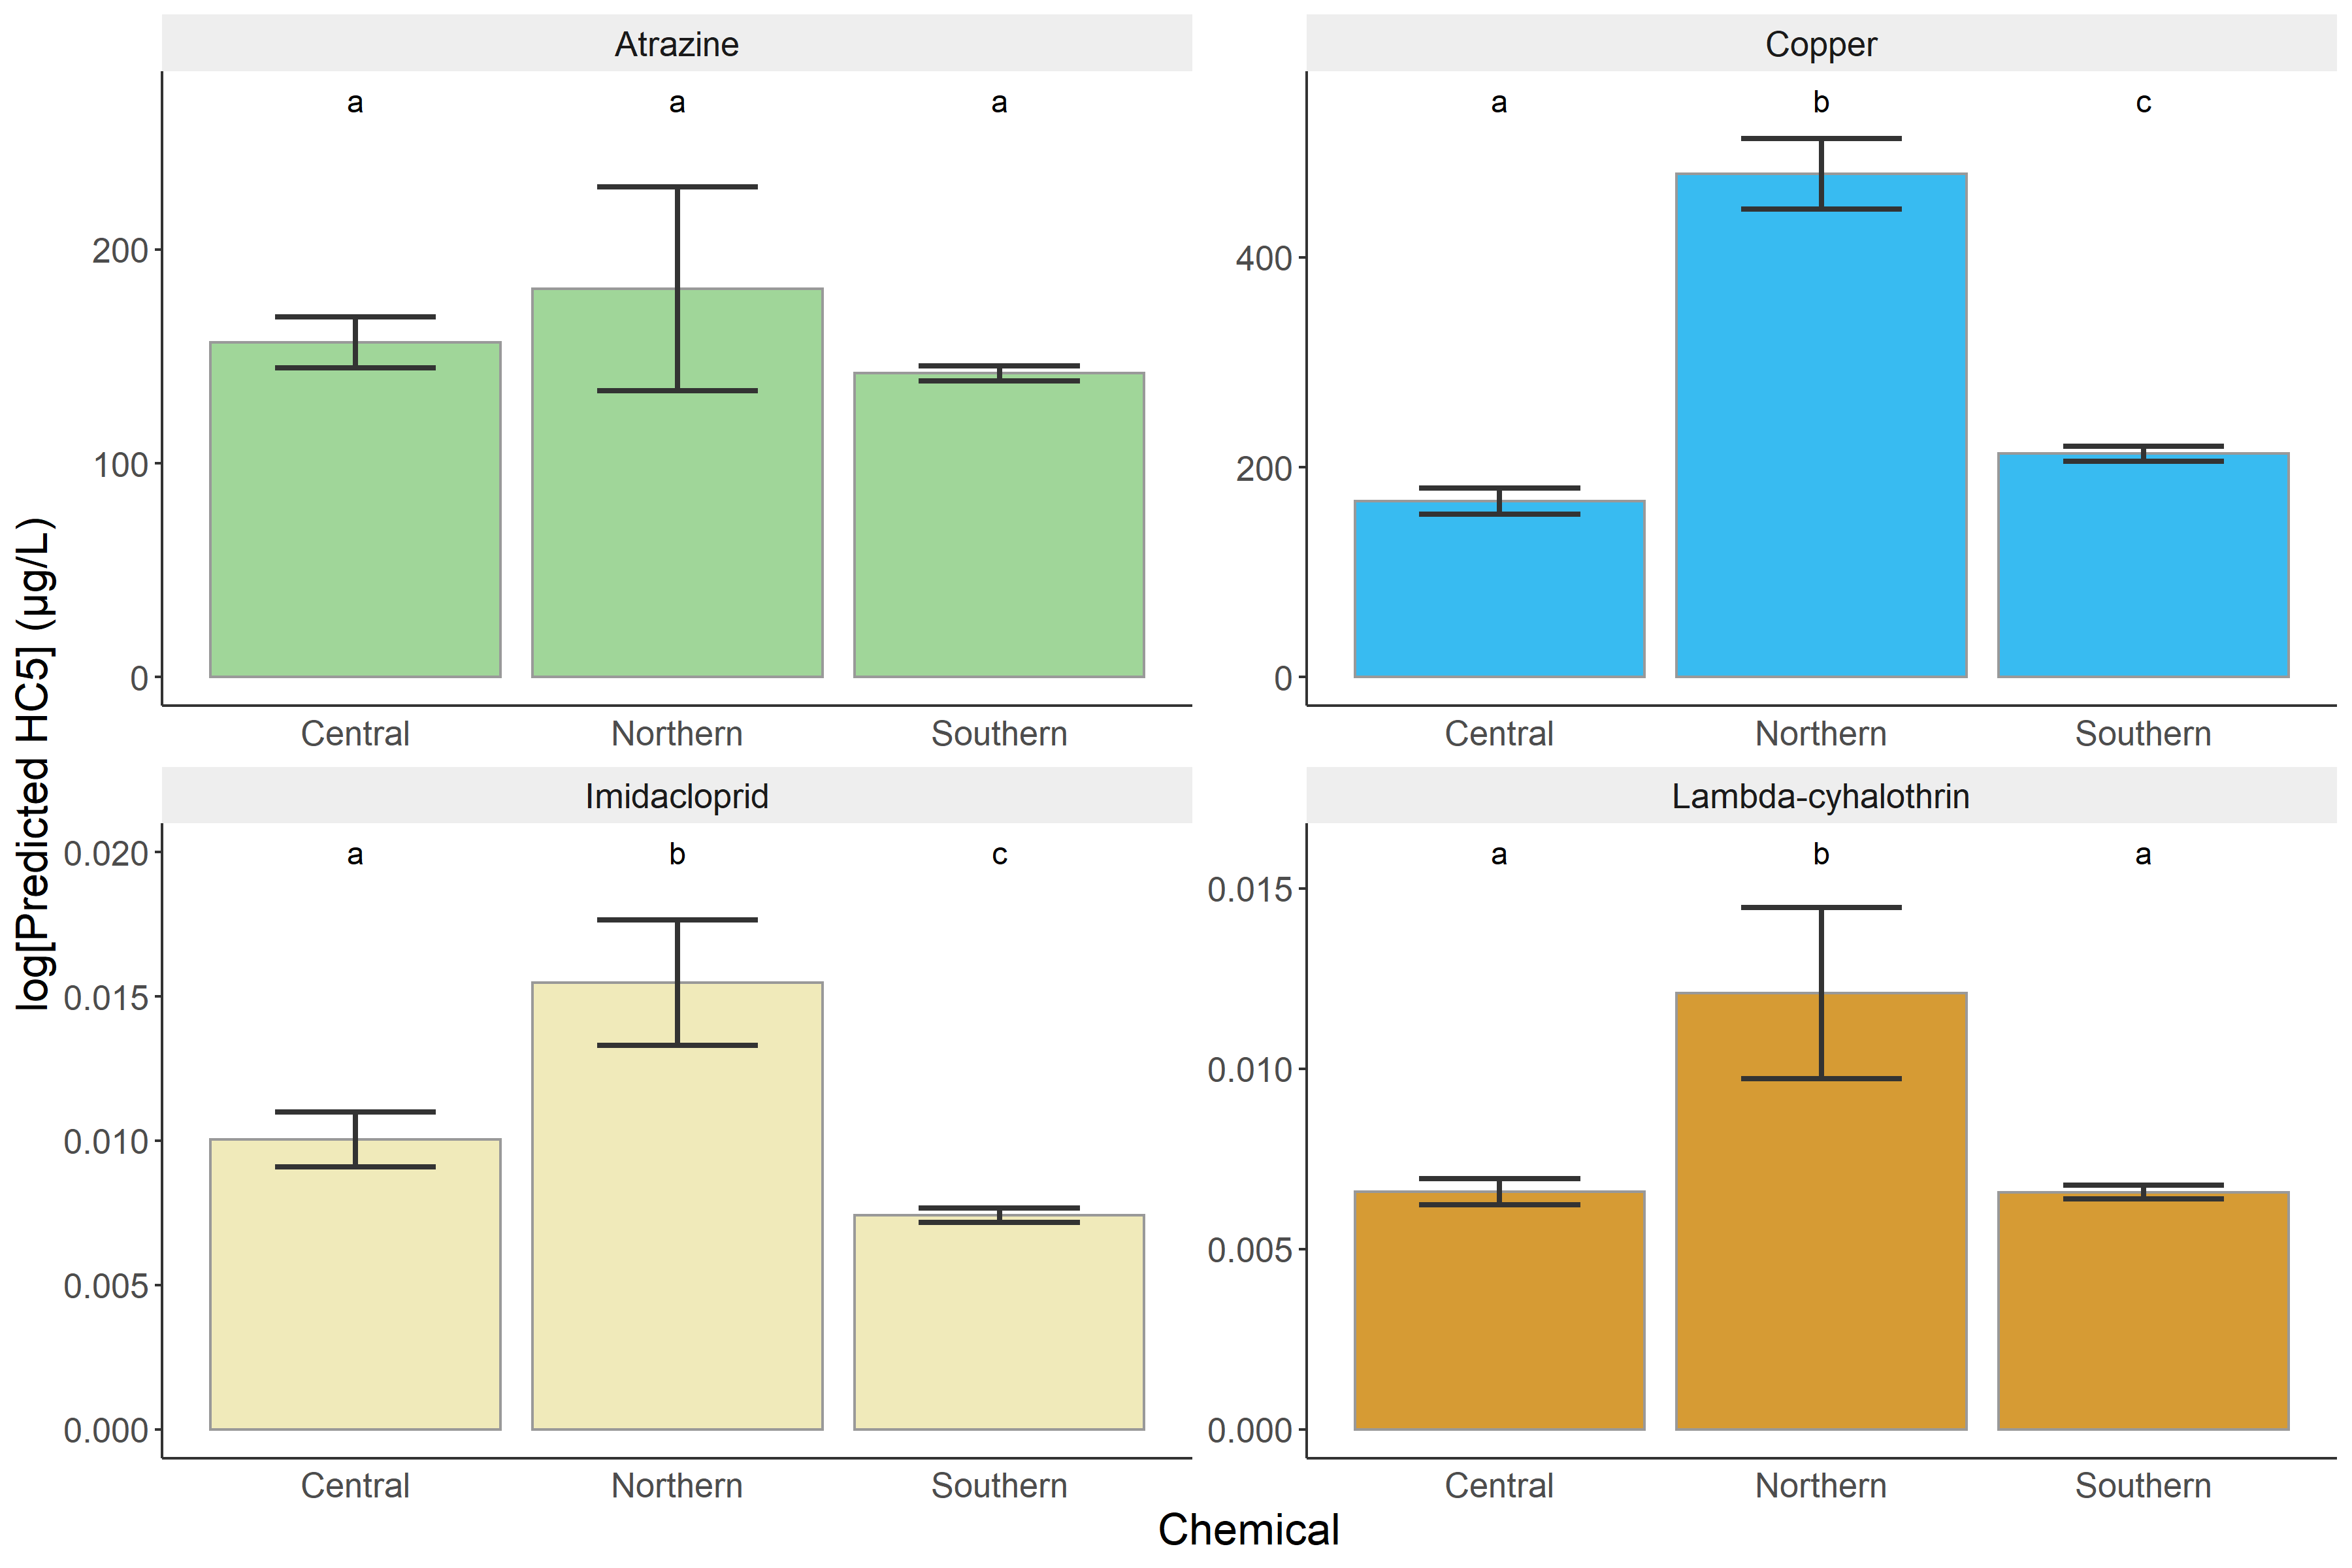 Atrazine
a a a
200
100
0
Central Northern Southern
Copper
a b c
400
200
0
Central Northern Southern
Imidacloprid
a b c
0.020
0.015
0.010
0.005
0.000
Central Northern Southern
Lambda-cyhalothrin
a b a
0.015
0.010
0.005
0.000
Central Northern Southern
log[Predicted HC5] (µg/L)
Chemical